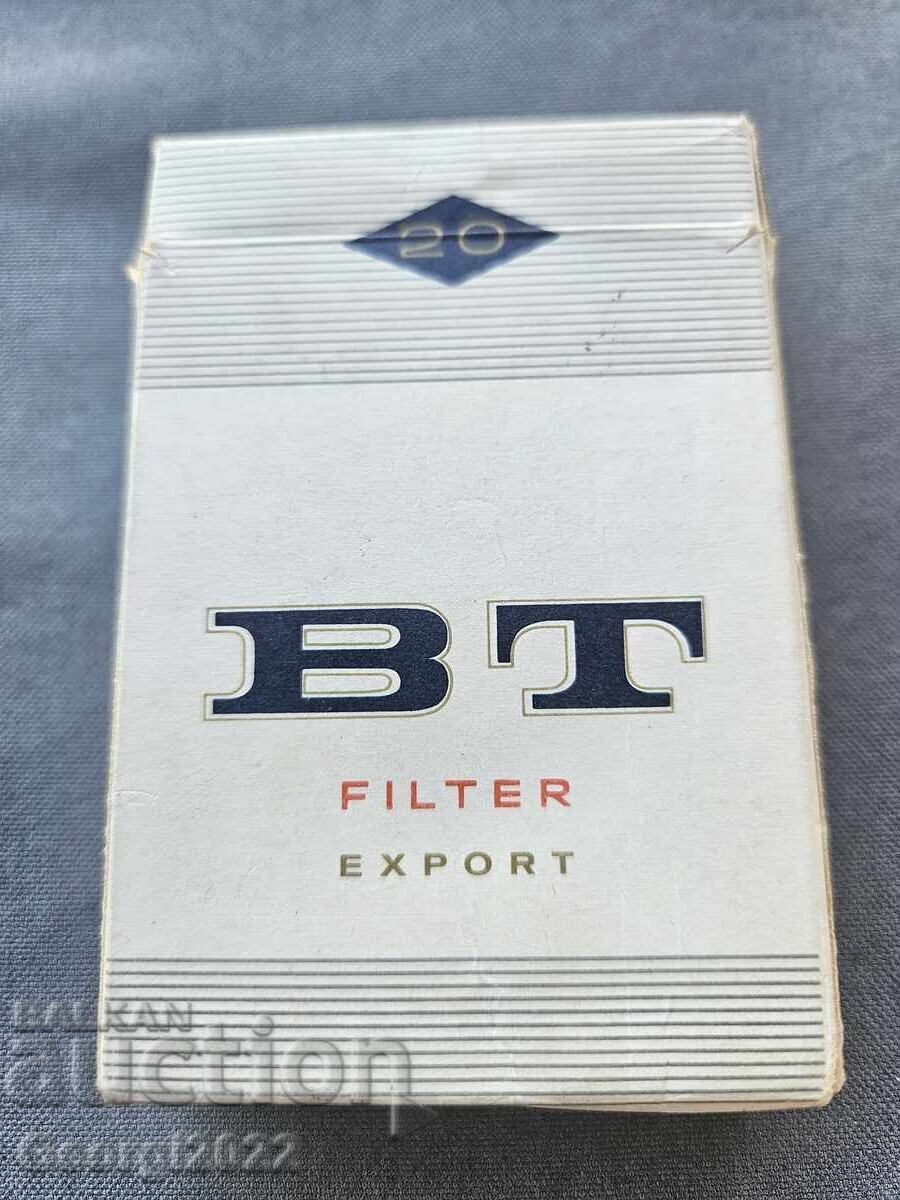 20
BT
FILTER
EXPORT
BALKAN
auction
Georgi2022